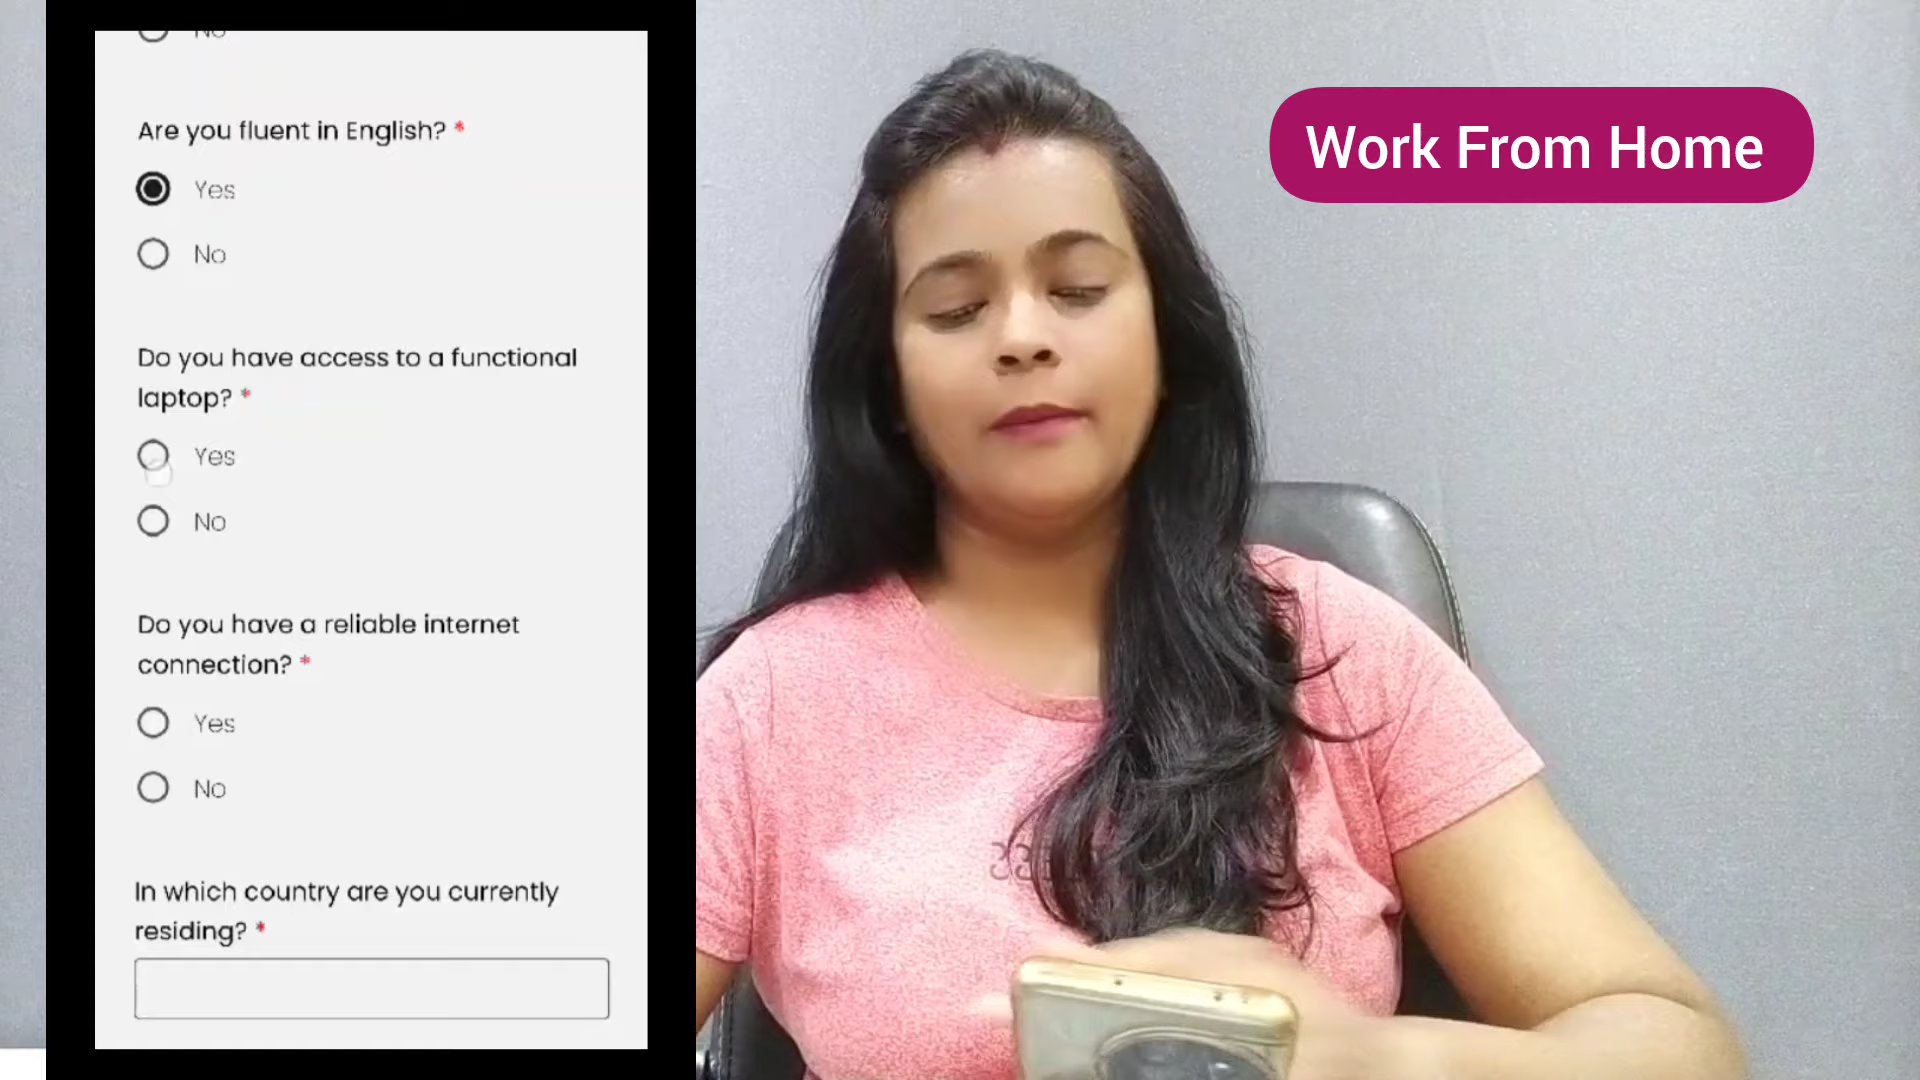 No
Are you fluent in English? *
Yes
No
Do you have access to a functional
laptop? *
Yes
No
Do you have a reliable internet
connection? *
Yes
No
In which country are you currently
residing? *
Work From Home